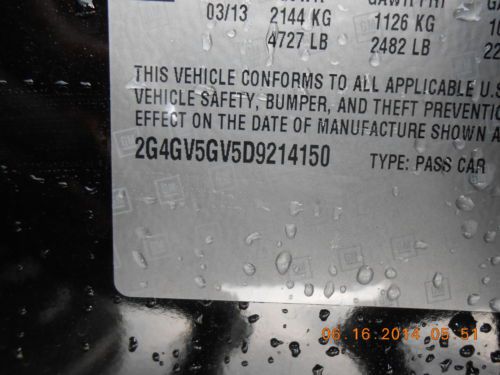 03/13 2144 KG 1126 KG
4727 LB 2482 LB
THIS VEHICLE CONFORMS TO ALL APPLICABLE U.S
VEHICLE SAFETY, BUMPER, AND THEFT PREVENTIO
EFFECT ON THE DATE OF MANUFACTURE SHOWN A
2G4GV5GV5D9214150 TYPE: PASS CAR
06.16.2014 05:51